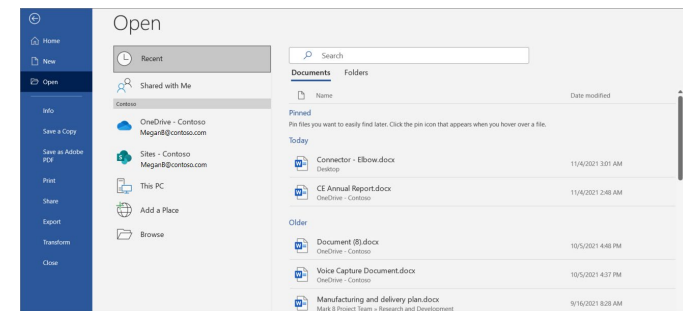 Open
Home
New
Open
Info
Save a Copy
Save as Adobe
PDF
Print
Share
Export
Transform
Close
Recent
Shared with Me
Contoso
OneDrive - Contoso
MeganB@contoso.com
Sites - Contoso
MeganB@contoso.com
This PC
Add a Place
Browse
Search
Documents Folders
Name Date modified
Pinned
Pin files you want to easily find later. Click the pin icon that appears when you hover over a file.
Today
Connector - Elbow.docx
Desktop
11/4/2021 3:01 AM
CE Annual Report.docx
OneDrive - Contoso
11/4/2021 2:48 AM
Older
Document (8).docx
OneDrive - Contoso
10/5/2021 4:48 PM
Voice Capture Document.docx
OneDrive - Contoso
10/5/2021 4:37 PM
Manufacturing and delivery plan.docx
Mark 8 Project Team » Research and Development
9/16/2021 8:28 AM